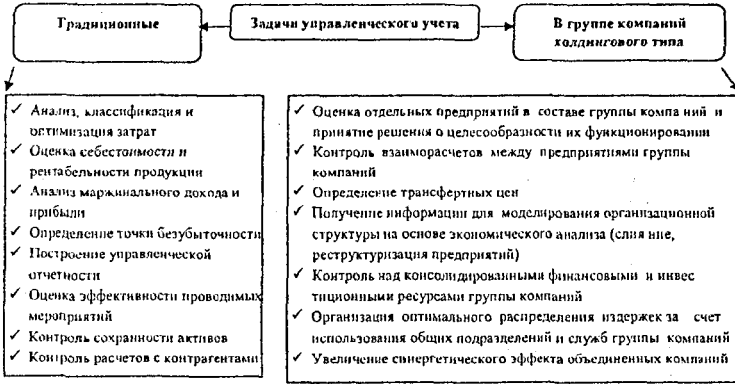 Традиционные
Задачи управленческого учета
В группе компаний
холдингового типа
✓ Анализ, классификация и
оптимизация затрат
✓ Оценка себестоимости и
рентабельности продукции
✓ Анализ маржинального дохода и
прибыли
✓ Определение точки безубыточности
✓ Построение управленческой
отчетности
✓ Оценка эффективности проводимых
мероприятий
✓ Контроль сохранности активов
✓ Контроль расчетов с контрагентами
✓ Оценка отдельных предприятий в составе группы компа ний и
принятие решения о целесообразности их функционировании
✓ Контроль взаиморасчетов между предприятиями группы
компаний
✓ Определение трансфертных цен
✓ Получение информации для моделирования организационной
структуры на основе экономического анализа (слия ние,
реструктуризация предприятий)
✓ Контроль над консолидированными финансовыми и инвес
тиционными ресурсами группы компаний
✓ Организация оптимального распределения издержек за счет
использования общих подразделений и служб группы компаний
✓ Увеличение синергетического эффекта объединенных компаний